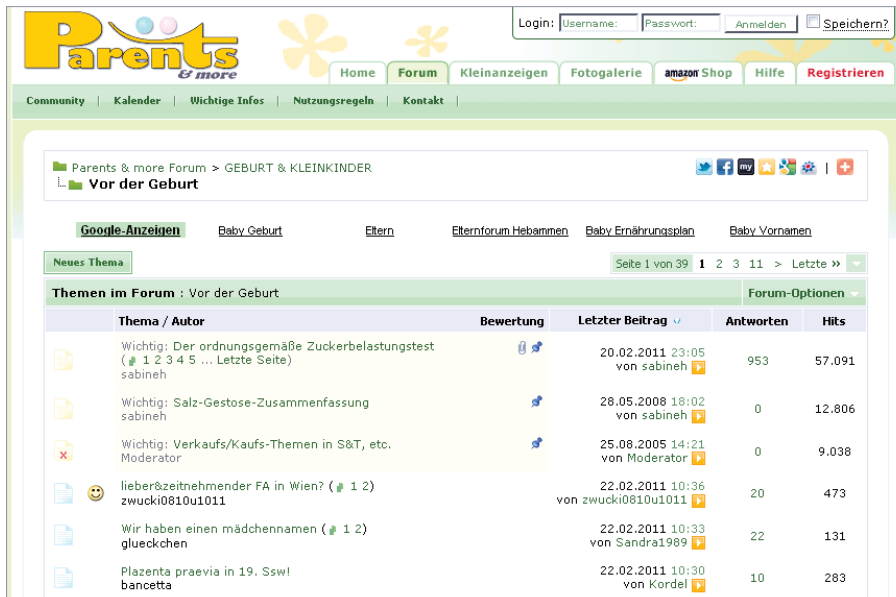 Login: Username: Passwort: Anmelden Speichern?
Parents
& more
Home Forum Kleinanzeigen Fotogalerie amazon Shop Hilfe Registrieren
Community | Kalender | Wichtige Infos | Nutzungsregeln | Kontakt |
Parents & more Forum > GEBURT & KLEINKINDER
Vor der Geburt
my
Google-Anzeigen Baby Geburt Eltern Elternforum Hebammen Baby Ernährungsplan Baby Vornamen
Neues Thema Seite 1 von 39 1 2 3 11 > Letzte »
Themen im Forum : Vor der Geburt Forum-Optionen
Thema / Autor Bewertung Letzter Beitrag Antworten Hits
Wichtig: Der ordnungsgemäße Zuckerbelastungstest
( 1 2 3 4 5 ... Letzte Seite)
sabineh
20.02.2011 23:05
von sabineh
953 57.091
Wichtig: Salz-Gestose-Zusammenfassung
sabineh
28.05.2008 18:02
von sabineh
0 12.806
Wichtig: Verkaufs/Kaufs-Themen in S&T, etc.
Moderator
25.08.2005 14:21
von Moderator
0 9.038
lieber&zeitnehmender FA in Wien? ( 1 2)
zwucki0810u1011
22.02.2011 10:36
von zwucki0810u1011
20 473
Wir haben einen mädchennamen ( 1 2)
glueckchen
22.02.2011 10:33
von Sandra1989
22 131
Plazenta praevia in 19. Ssw!
bancetta
22.02.2011 10:30
von Kordel
10 283